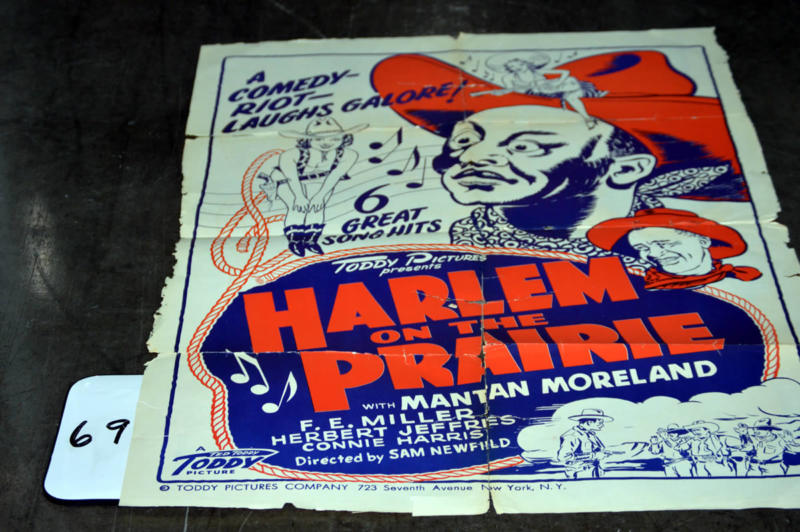 A
COMEDY-
RIOT-
LAUGHS GALORE!
6
GREAT
SONG HITS
TODDY PICTURES
presents
HARLEM
ON THE
PRAIRIE
WITH MANTAN MORELAND
F. E. MILLER
HERBERT JEFFRIES
CONNIE HARRIS
Directed by SAM NEWFIELD
A TED TODDY
TODDY
PICTURE
© TODDY PICTURES COMPANY 723 Seventh Avenue New York, N.Y.
69